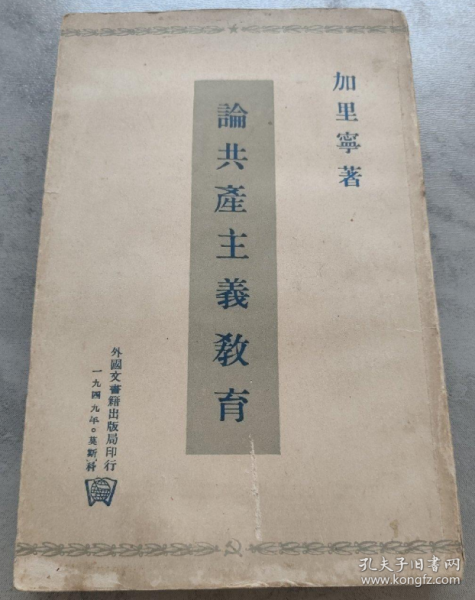 加里寧著
論共產主義教育
外國文書籍出版局印行
一九四九年。莫斯科
孔夫子旧书网
www.kongfz.com